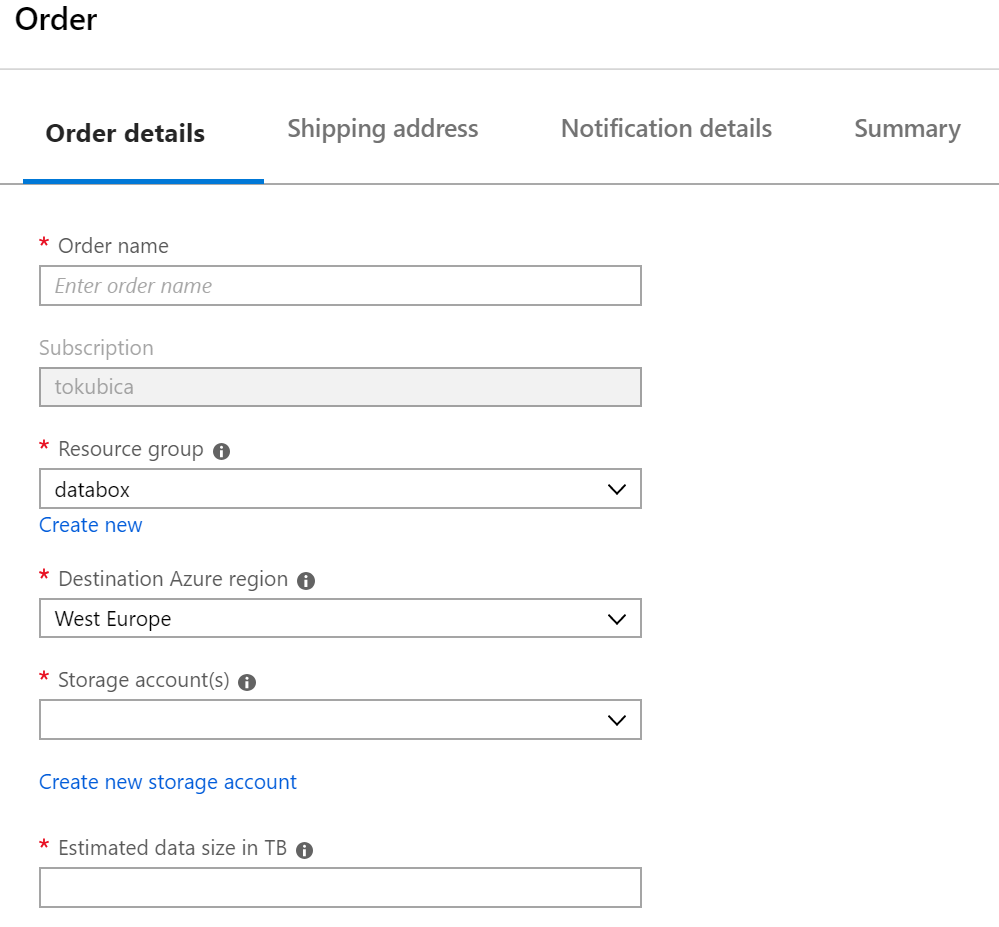 Order
Order details Shipping address Notification details Summary
* Order name
Enter order name
Subscription
tokubica
* Resource group
databox
Create new
* Destination Azure region
West Europe
* Storage account(s)
Create new storage account
* Estimated data size in TB